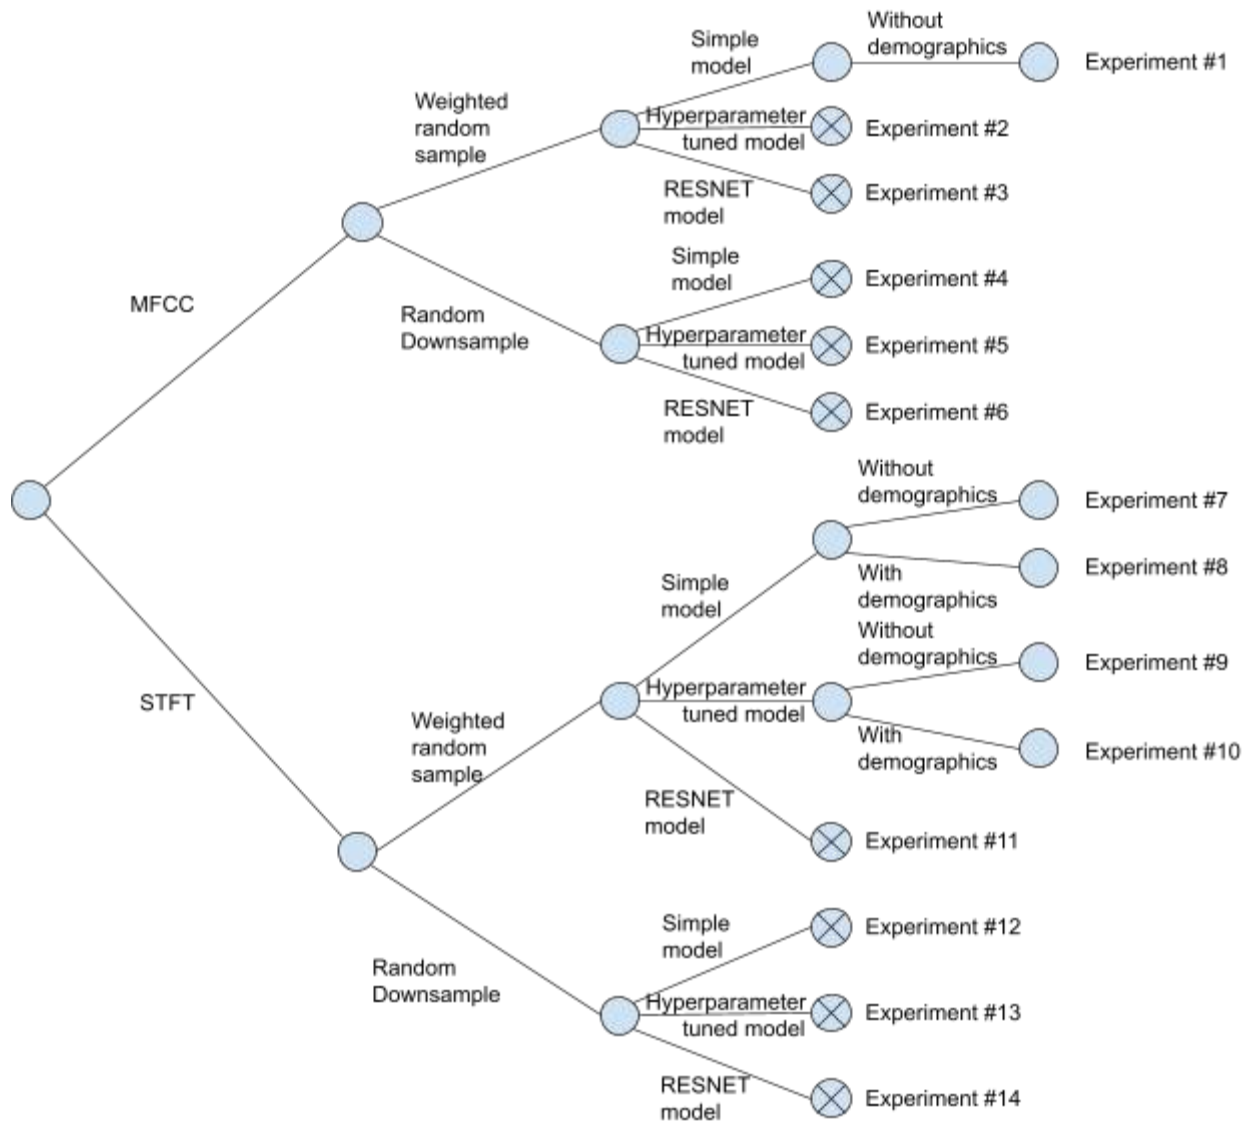 Without
demographics
Simple
model
Experiment #1
Weighted
random
sample
Hyperparameter
tuned model
Experiment #2
RESNET
model
Experiment #3
MFCC
Simple
model
Experiment #4
Random
Downsample
Hyperparameter
tuned model
Experiment #5
RESNET
model
Experiment #6
Without
demographics
Experiment #7
Simple
model
With
demographics
Experiment #8
Without
demographics
Experiment #9
STFT
Weighted
random
sample
Hyperparameter
tuned model
With
demographics
Experiment #10
RESNET
model
Experiment #11
Simple
model
Experiment #12
Random
Downsample
Hyperparameter
tuned model
Experiment #13
RESNET
model
Experiment #14